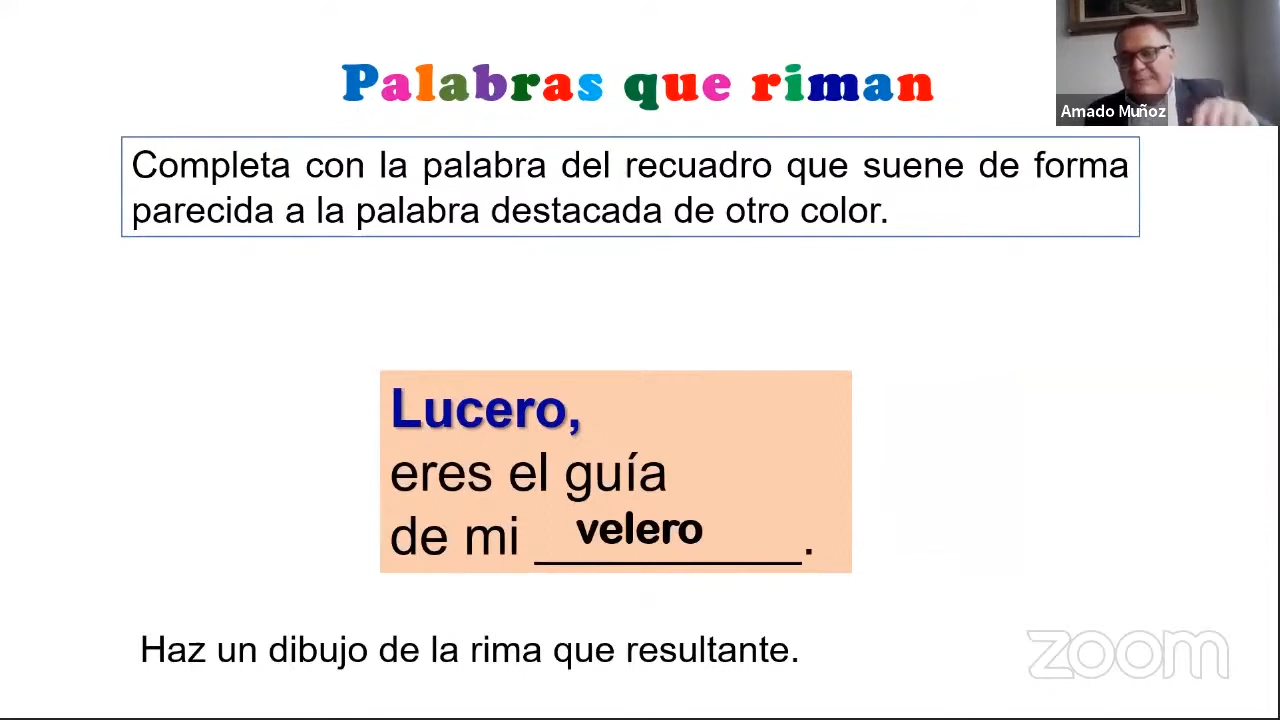 Palabras que riman
Amado Muñoz
Completa con la palabra del recuadro que suene de forma
parecida a la palabra destacada de otro color.
Lucero,
eres el guía
de mi velero.
Haz un dibujo de la rima que resultante.
zoom